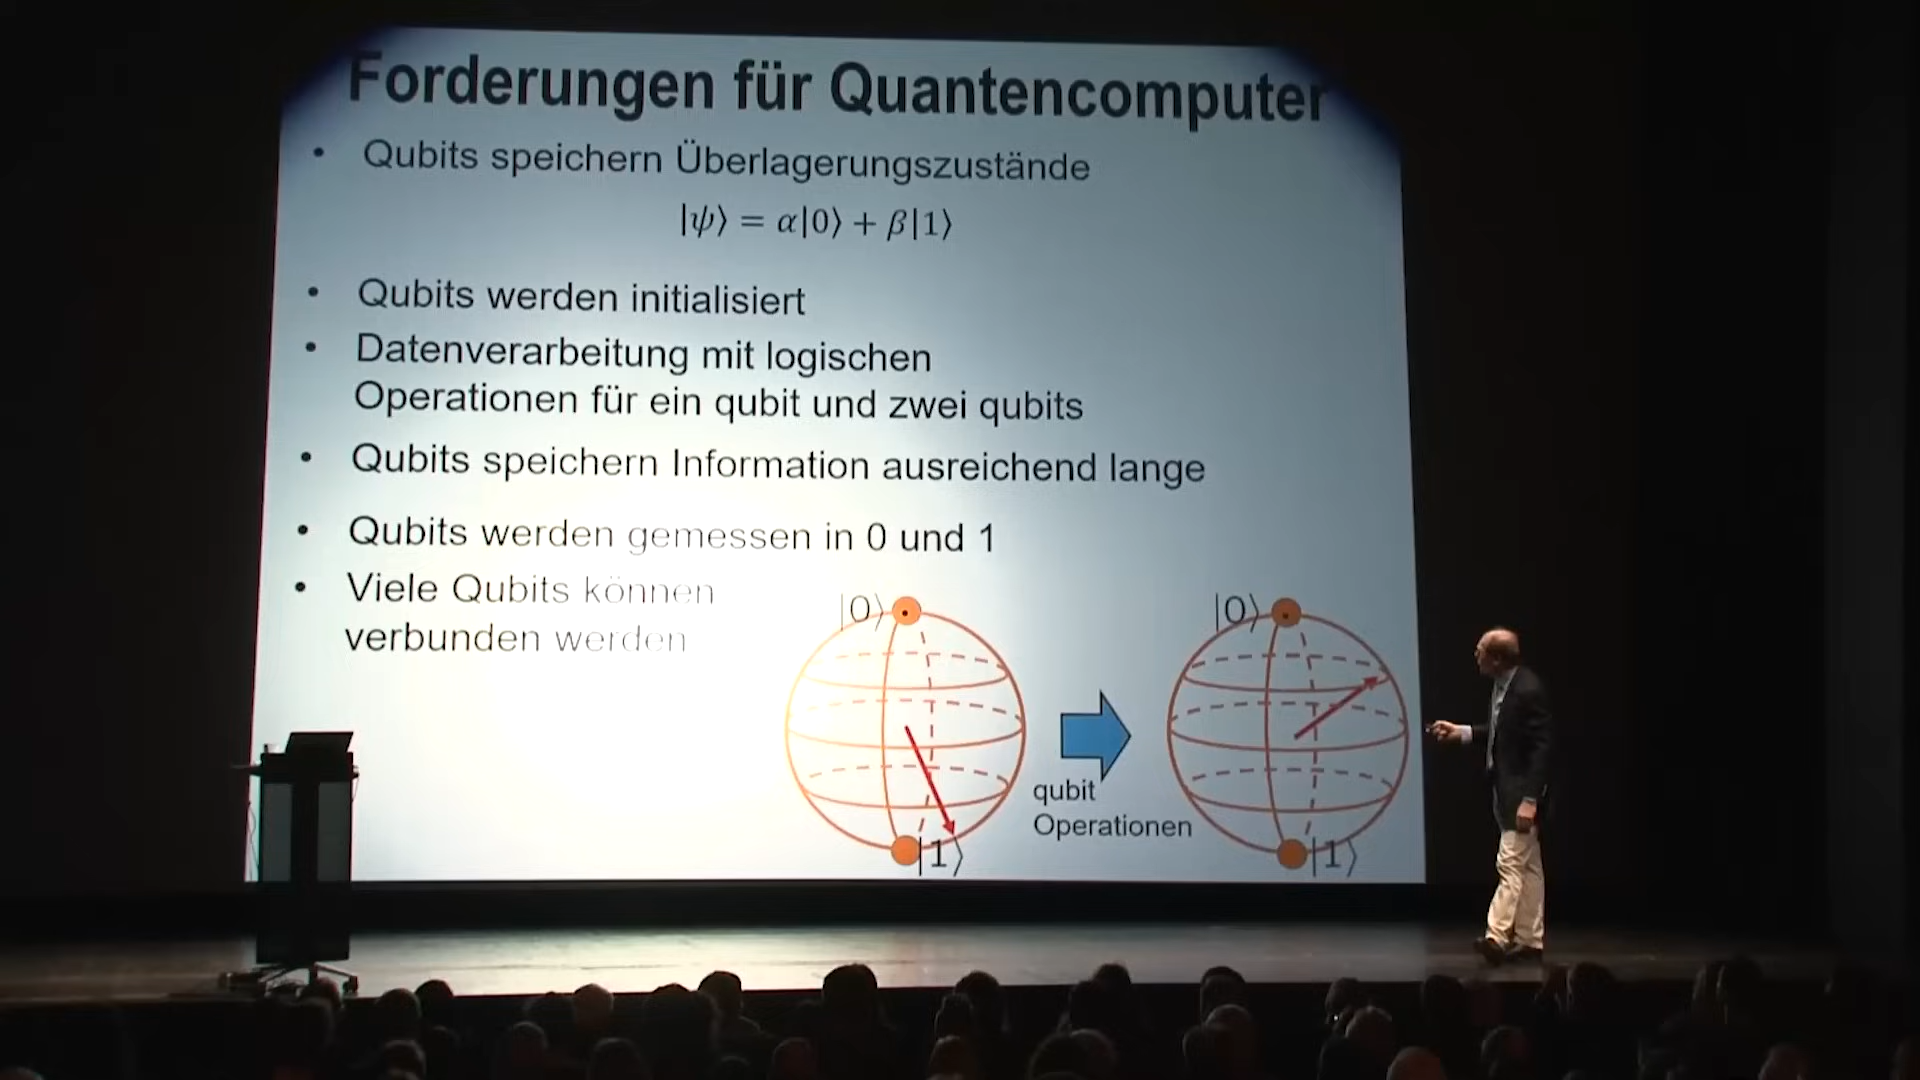 Forderungen für Quantencomputer
• Qubits speichern Überlagerungszustände
|ψ⟩ = α|0⟩ + β|1⟩
• Qubits werden initialisiert
• Datenverarbeitung mit logischen
Operationen für ein qubit und zwei qubits
• Qubits speichern Information ausreichend lange
• Qubits werden gemessen in 0 und 1
• Viele Qubits können
verbunden werden
|0⟩
|0⟩
qubit
Operationen
|1⟩
|1⟩